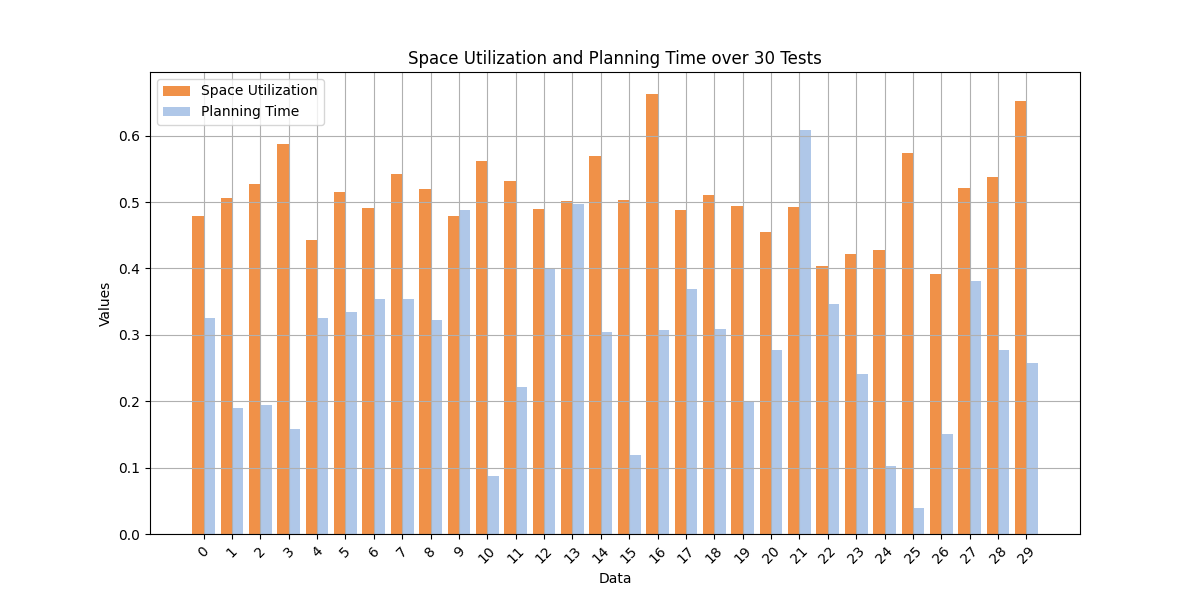 Space Utilization and Planning Time over 30 Tests
Space Utilization
Planning Time
Values
0.6
0.5
0.4
0.3
0.2
0.1
0.0
0 1 2 3 4 5 6 7 8 9 10 11 12 13 14 15 16 17 18 19 20 21 22 23 24 25 26 27 28 29
Data